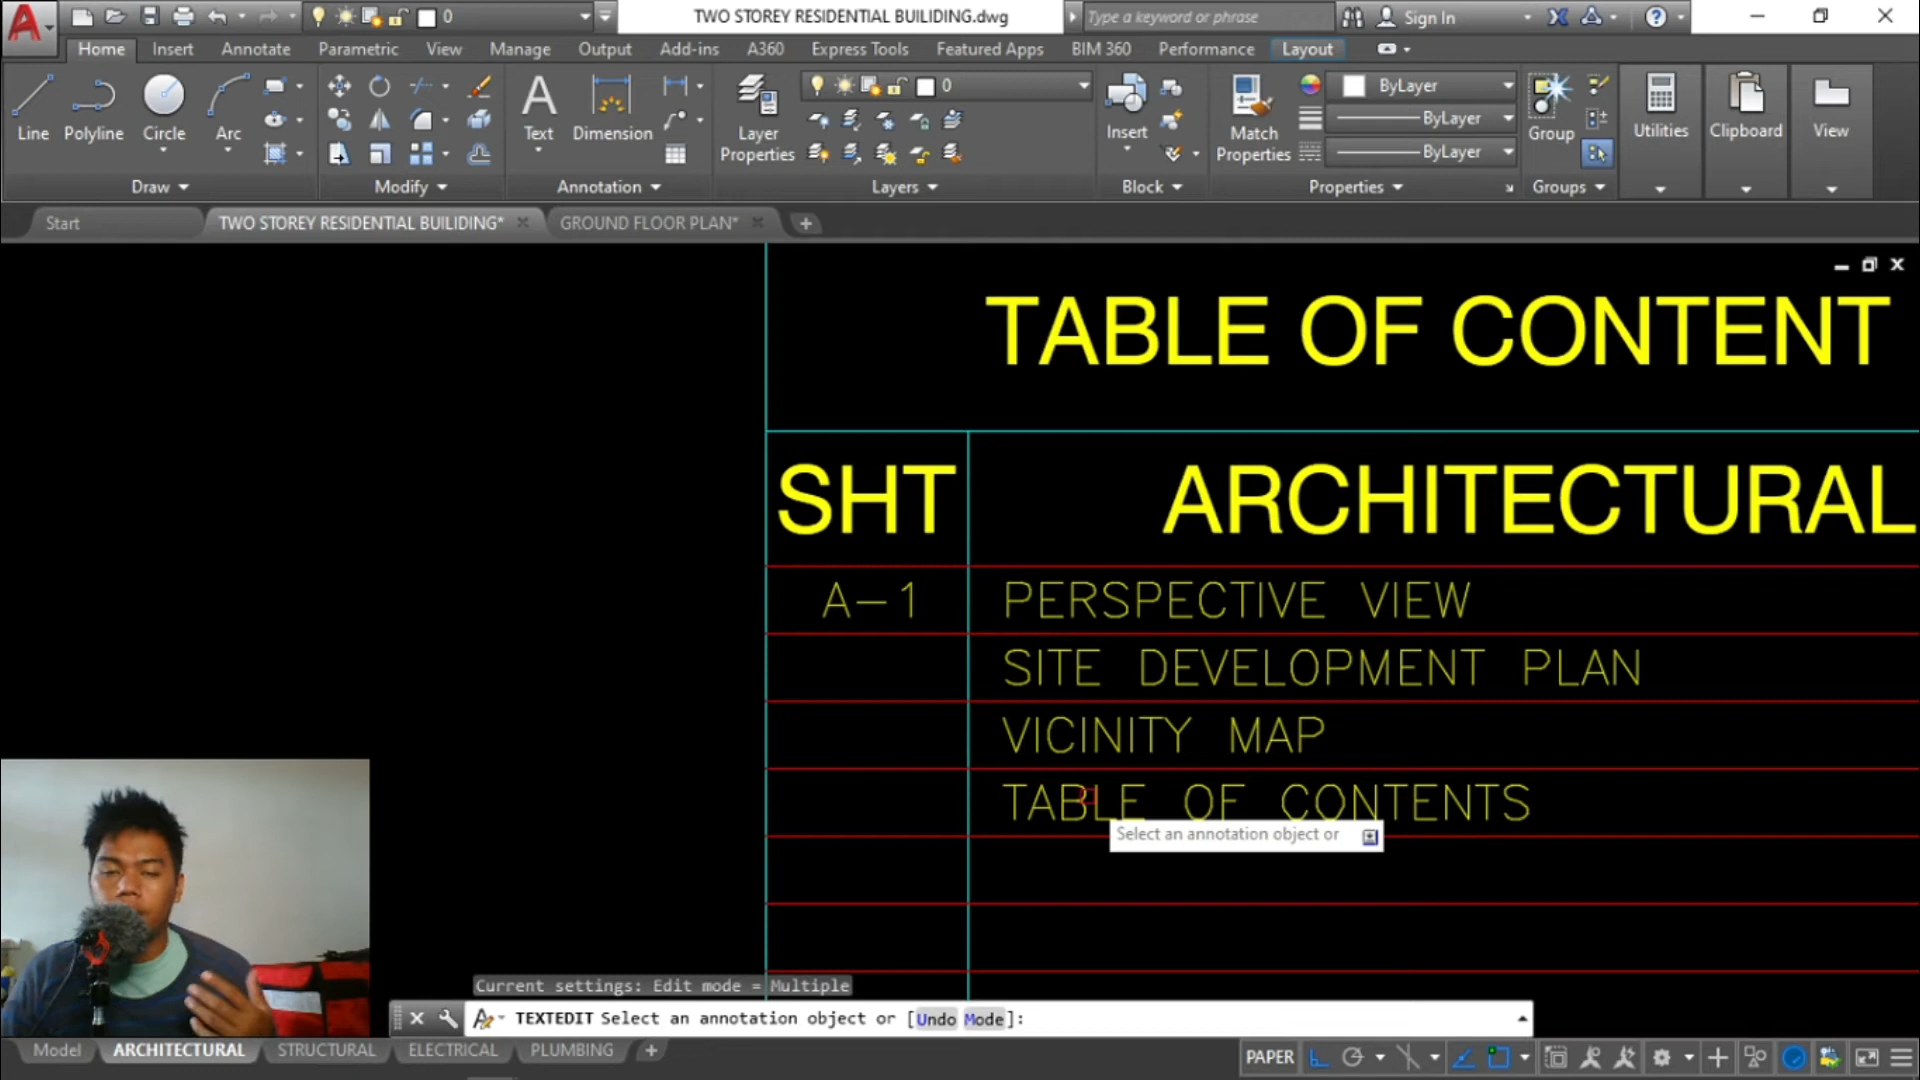 TWO STOREY RESIDENTIAL BUIILIDING.dwg
0
Type a keyword or phrase
Sign In
Home Insert Annotate Parametric View Manage Output Add-ins A360 Express Tools Featured Apps BIM 360 Performance Layout
0
ByLayer
ByLayer
ByLayer
Line Polyline Circle Arc
Text Dimension
Layer Properties
Insert
Match Properties
Group
Utilities
Clipboard
View
Draw Modify Annotation Layers Block Properties Groups
Start
TWO STOREY RESIDENTIAL BUIILIDING*
GROUND FLOOR PLAN*
TABLE OF CONTENT
SHT ARCHITECTURAL
A-1 PERSPECTIVE VIEW
SITE DEVELOPMENT PLAN
VICINITY MAP
TABLE OF CONTENTS
Select an annotation object or
Current settings: Edit mode = Multiple
TEXTEDIT Select an annotation object or [Undo Mode]:
Model ARCHITECTURAL STRUCTURAL ELECTRICAL PLUMBING
PAPER